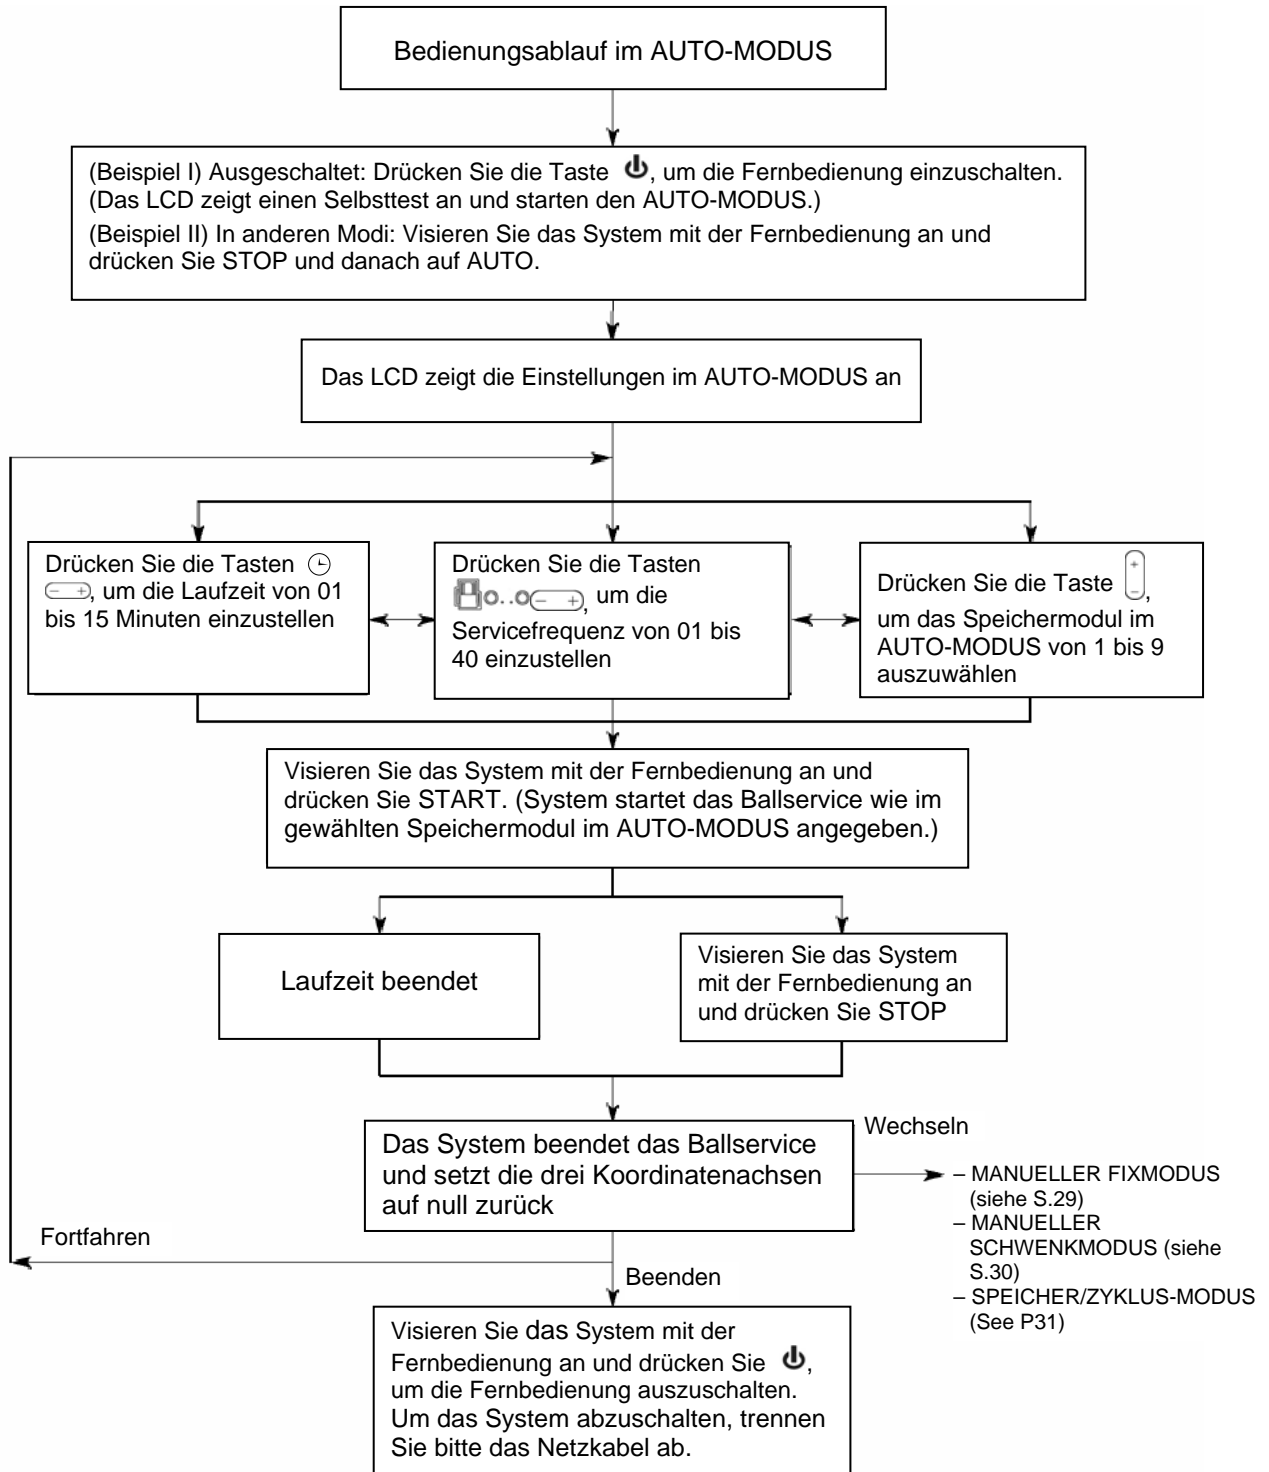 Bedienungsablauf im AUTO-MODUS
(Beispiel I) Ausgeschaltet: Drücken Sie die Taste , um die Fernbedienung einzuschalten.
(Das LCD zeigt einen Selbsttest an und starten den AUTO-MODUS.)
(Beispiel II) In anderen Modi: Visieren Sie das System mit der Fernbedienung an und
drücken Sie STOP und danach auf AUTO.
Das LCD zeigt die Einstellungen im AUTO-MODUS an
Drücken Sie die Tasten
− +, um die Laufzeit von 01
bis 15 Minuten einzustellen
Drücken Sie die Tasten
− +, um die
Servicefrequenz von 01 bis
40 einzustellen
Drücken Sie die Taste + −,
um das Speichermodul im
AUTO-MODUS von 1 bis 9
auszuwählen
Visieren Sie das System mit der Fernbedienung an und
drücken Sie START. (System startet das Ballservice wie im
gewählten Speichermodul im AUTO-MODUS angegeben.)
Laufzeit beendet
Visieren Sie das System
mit der Fernbedienung an
und drücken Sie STOP
Das System beendet das Ballservice
und setzt die drei Koordinatenachsen
auf null zurück
Wechseln
– MANUELLER FIXMODUS
(siehe S.29)
– MANUELLER
SCHWENKMODUS (siehe
S.30)
– SPEICHER/ZYKLUS-MODUS
(See P31)
Fortfahren
Beenden
Visieren Sie das System mit der
Fernbedienung an und drücken Sie ,
um die Fernbedienung auszuschalten.
Um das System abzuschalten, trennen
Sie bitte das Netzkabel ab.